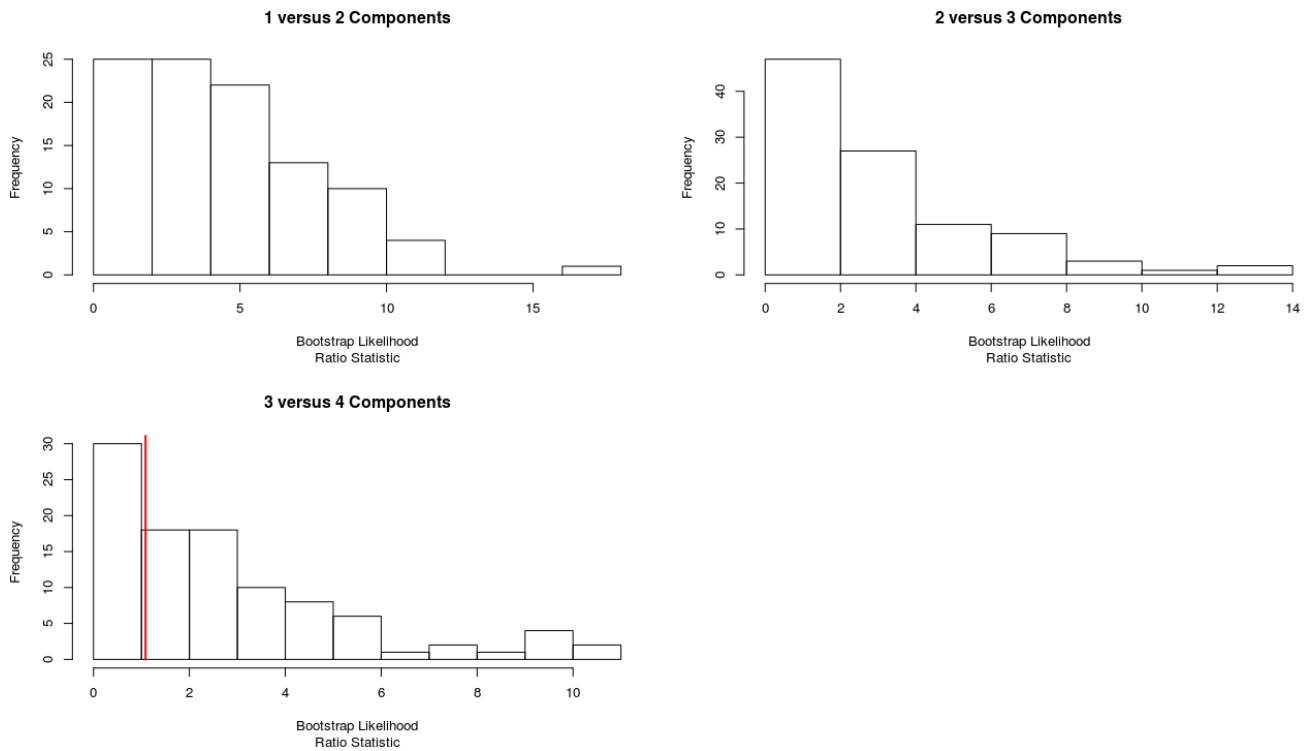 1 versus 2 Components
Frequency
0
5
10
15
20
25
0 5 10 15
Bootstrap Likelihood
Ratio Statistic
2 versus 3 Components
Frequency
0
10
20
30
40
0 2 4 6 8 10 12 14
Bootstrap Likelihood
Ratio Statistic
3 versus 4 Components
Frequency
0
5
10
15
20
25
30
0 2 4 6 8 10
Bootstrap Likelihood
Ratio Statistic